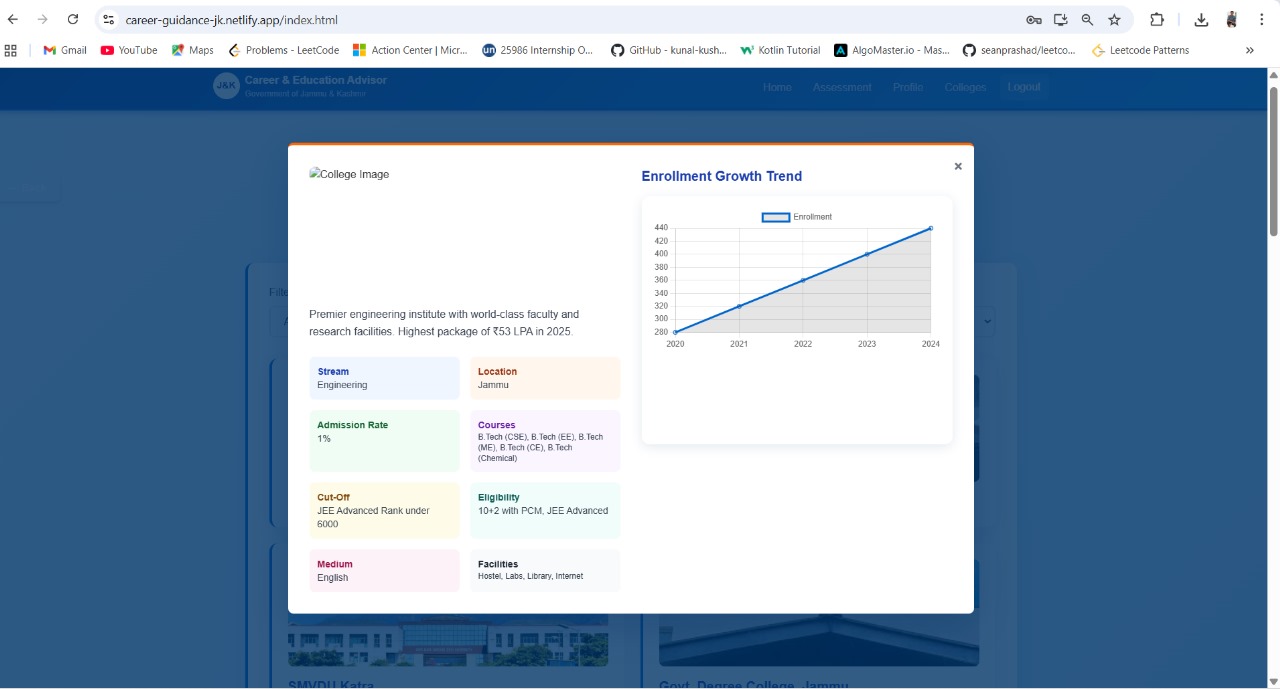 career-guidance-jk.netlify.app/index.html
Gmail YouTube Maps Problems - LeetCode Action Center | Micr... 25986 Internship O... GitHub - kunal-kush... Kotlin Tutorial AlgoMaster.io - Mas... seanprashad/leetco... Leetcode Patterns »
J&K Career & Education Advisor
Government of Jammu & Kashmir
Home Assessment Profile Colleges Logout
Back
Filte
College Image
×
Premier engineering institute with world-class faculty and
research facilities. Highest package of ₹53 LPA in 2025.
Stream
Engineering
Location
Jammu
Admission Rate
1%
Courses
B.Tech (CSE), B.Tech (EE), B.Tech
(ME), B.Tech (CE), B.Tech
(Chemical)
Cut-Off
JEE Advanced Rank under
6000
Eligibility
10+2 with PCM, JEE Advanced
Medium
English
Facilities
Hostel, Labs, Library, Internet
Enrollment Growth Trend
Enrollment
440
420
400
380
360
340
320
300
280
2020 2021 2022 2023 2024
SMVDU Katra
Govt. Degree College, Jammu